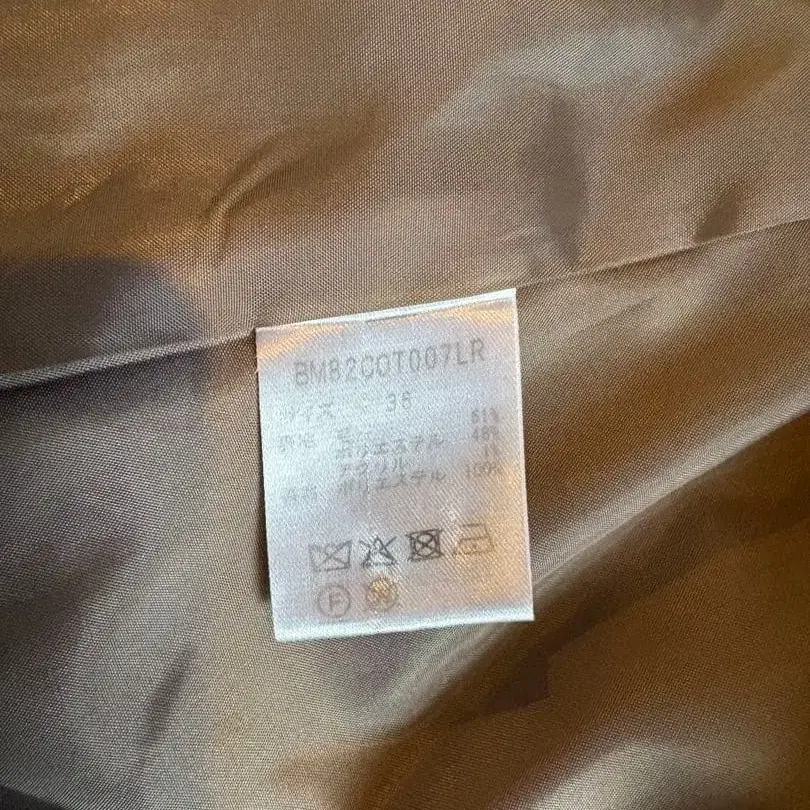 BM82COT007LR
サイズ 36
表地 毛 51%
ポリエステル 48%
アクリル 1%
裏地 ポリエステル 100%
F W